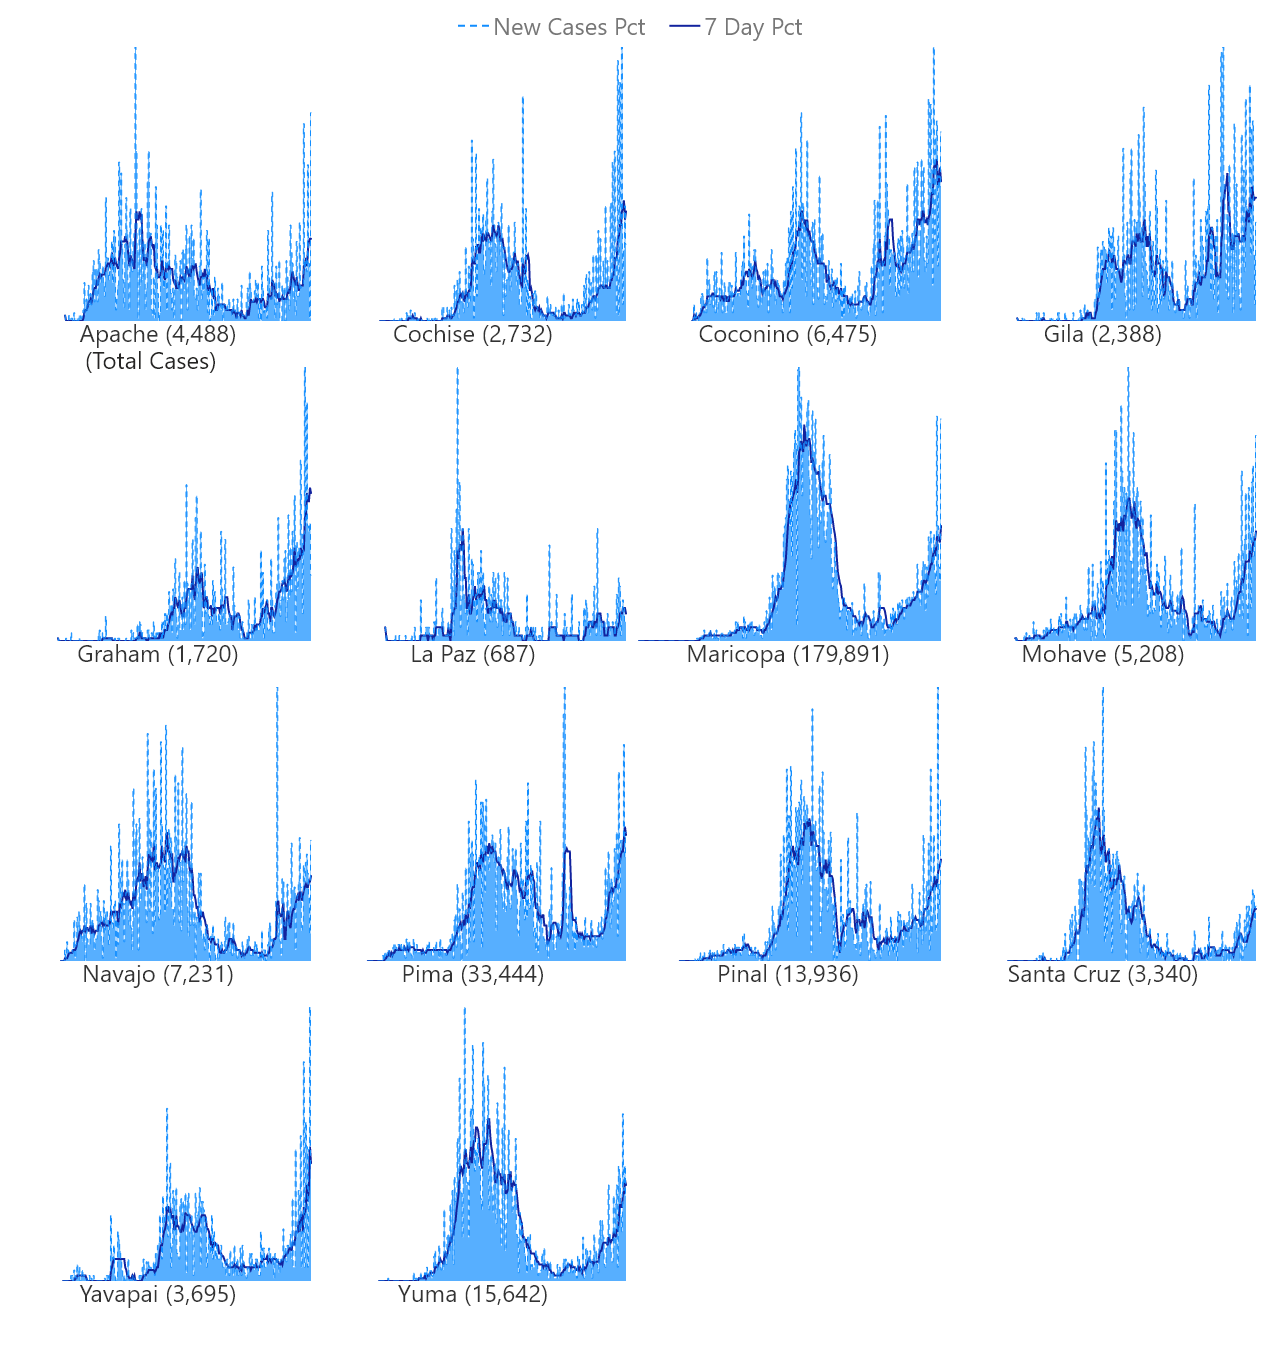 New Cases Pct 7 Day Pct
Apache (4,488) Cochise (2,732) Coconino (6,475) Gila (2,388)
(Total Cases)
Graham (1,720) La Paz (687) Maricopa (179,891) Mohave (5,208)
Navajo (7,231) Pima (33,444) Pinal (13,936) Santa Cruz (3,340)
Yavapai (3,695) Yuma (15,642)